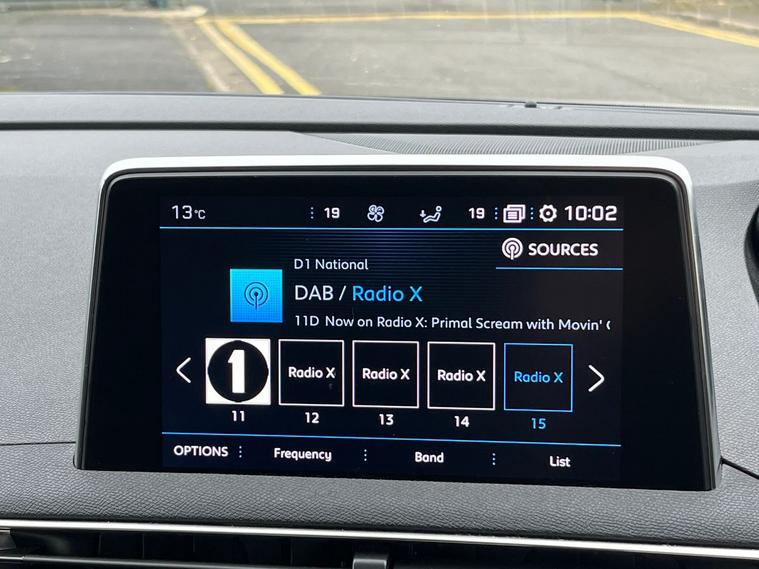 13°C 19 19 10:02
SOURCES
D1 National
DAB / Radio X
11D Now on Radio X: Primal Scream with Movin'
1 Radio X Radio X Radio X Radio X
11 12 13 14 15
OPTIONS Frequency Band List